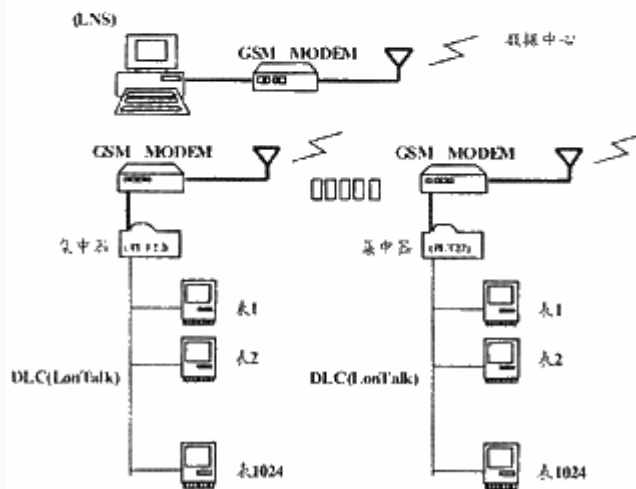 (LNS)
GSM MODEM
数据中心
GSM MODEM
GSM MODEM
集中器
集中器
表1
表1
表2
表2
DLC(LonTalk)
DLC(LonTalk)
表1024
表1024